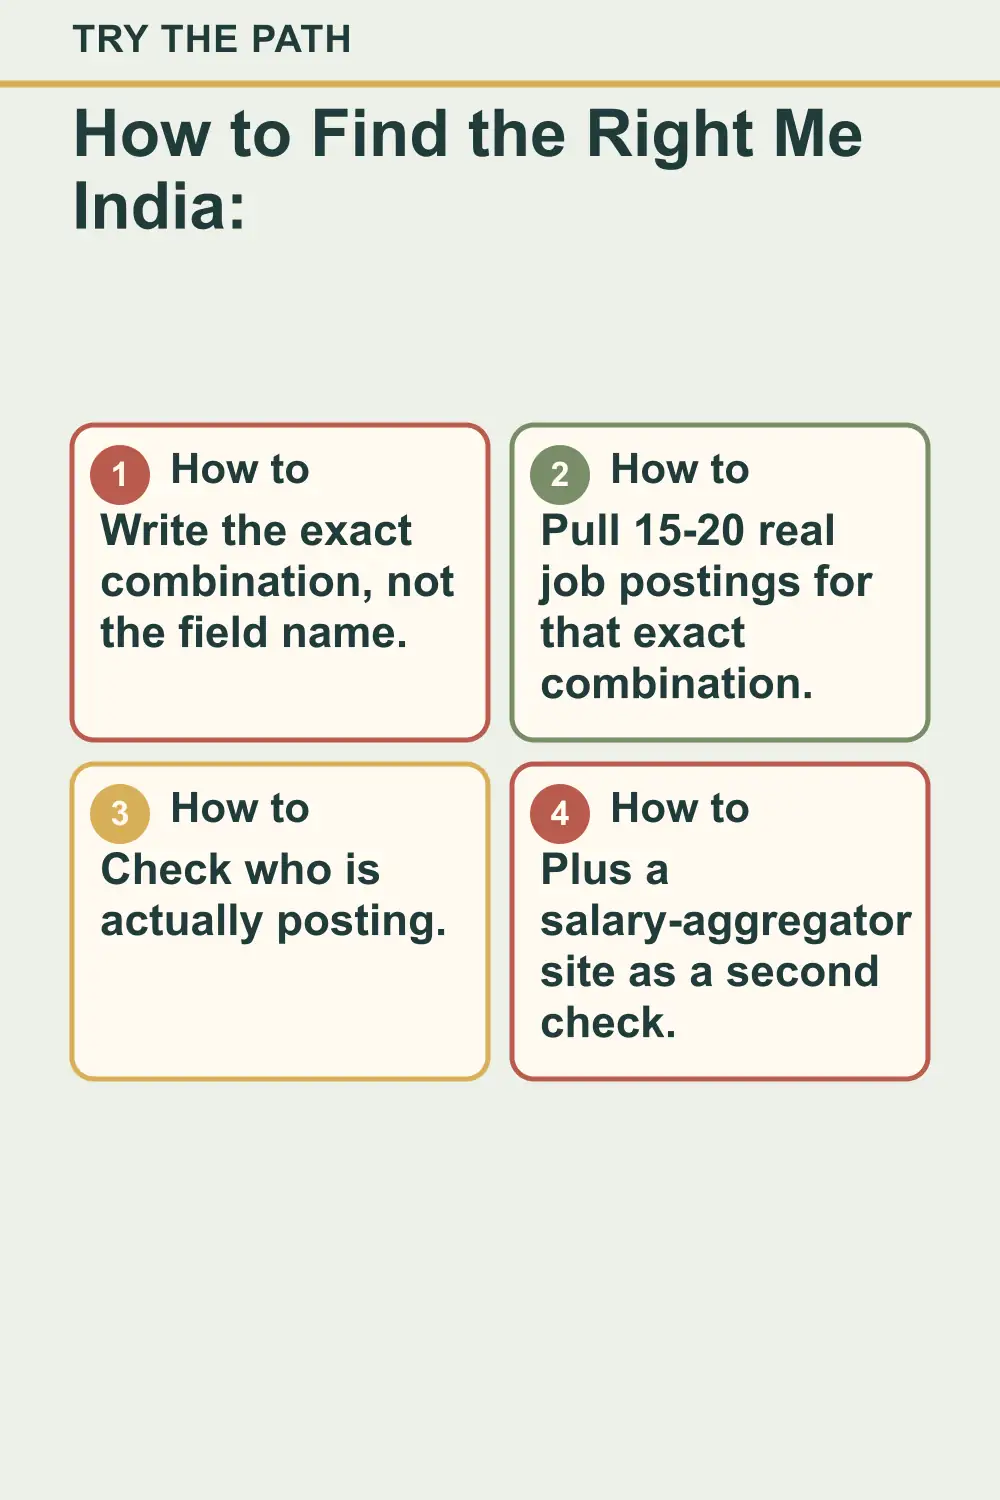 TRY THE PATH
How to Find the Right Me
India:
1 How to
Write the exact
combination, not
the field name.
2 How to
Pull 15-20 real
job postings for
that exact
combination.
3 How to
Check who is
actually posting.
4 How to
Plus a
salary-aggregator
site as a second
check.